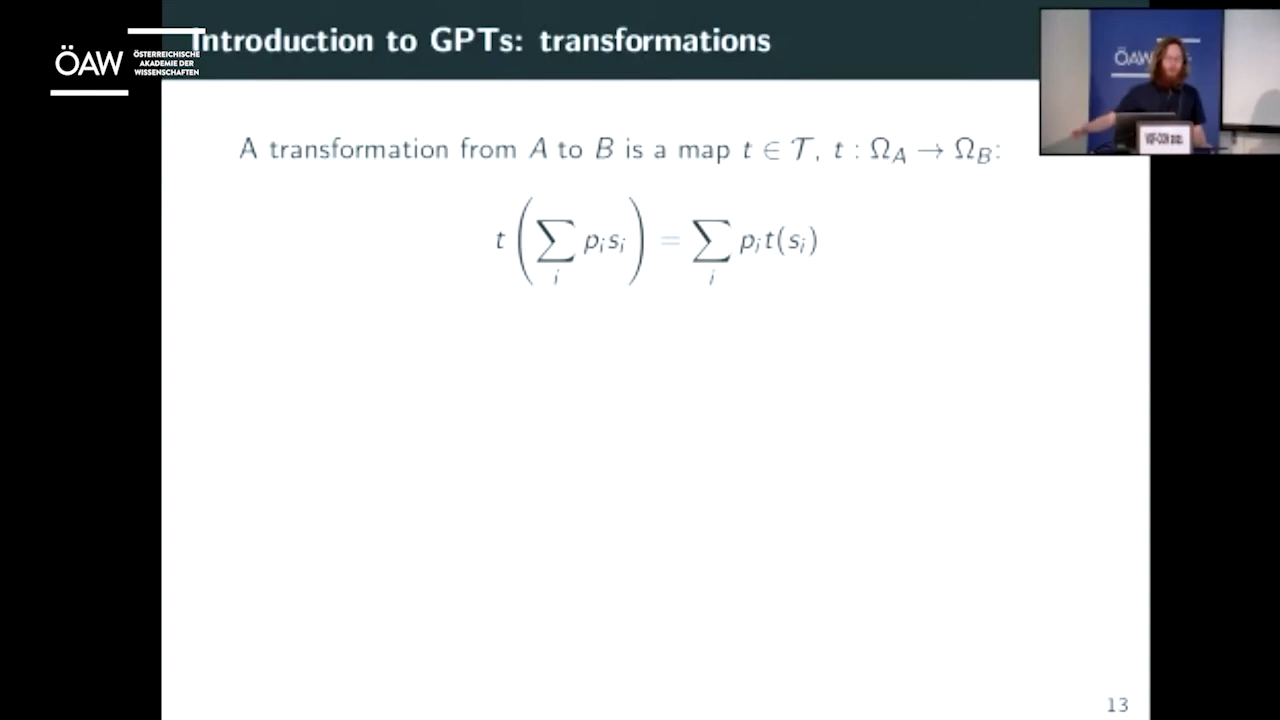 Introduction to GPTs: transformations
ÖAW
ÖSTERREICHISCHE
AKADEMIE DER
WISSENSCHAFTEN
ÖAW
A transformation from A to B is a map t ∈ 𝒯, t : Ω_A → Ω_B:
t (∑_i p_i s_i) = ∑_i p_i t(s_i)
13